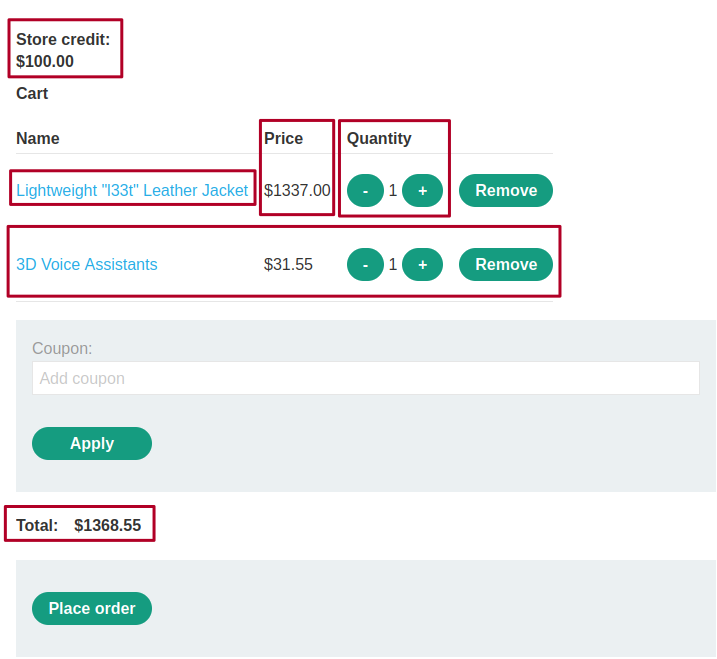 Store credit:
$100.00
Cart
Name Price Quantity
Lightweight "l33t" Leather Jacket $1337.00 - 1 + Remove
3D Voice Assistants $31.55 - 1 + Remove
Coupon:
Add coupon
Apply
Total: $1368.55
Place order